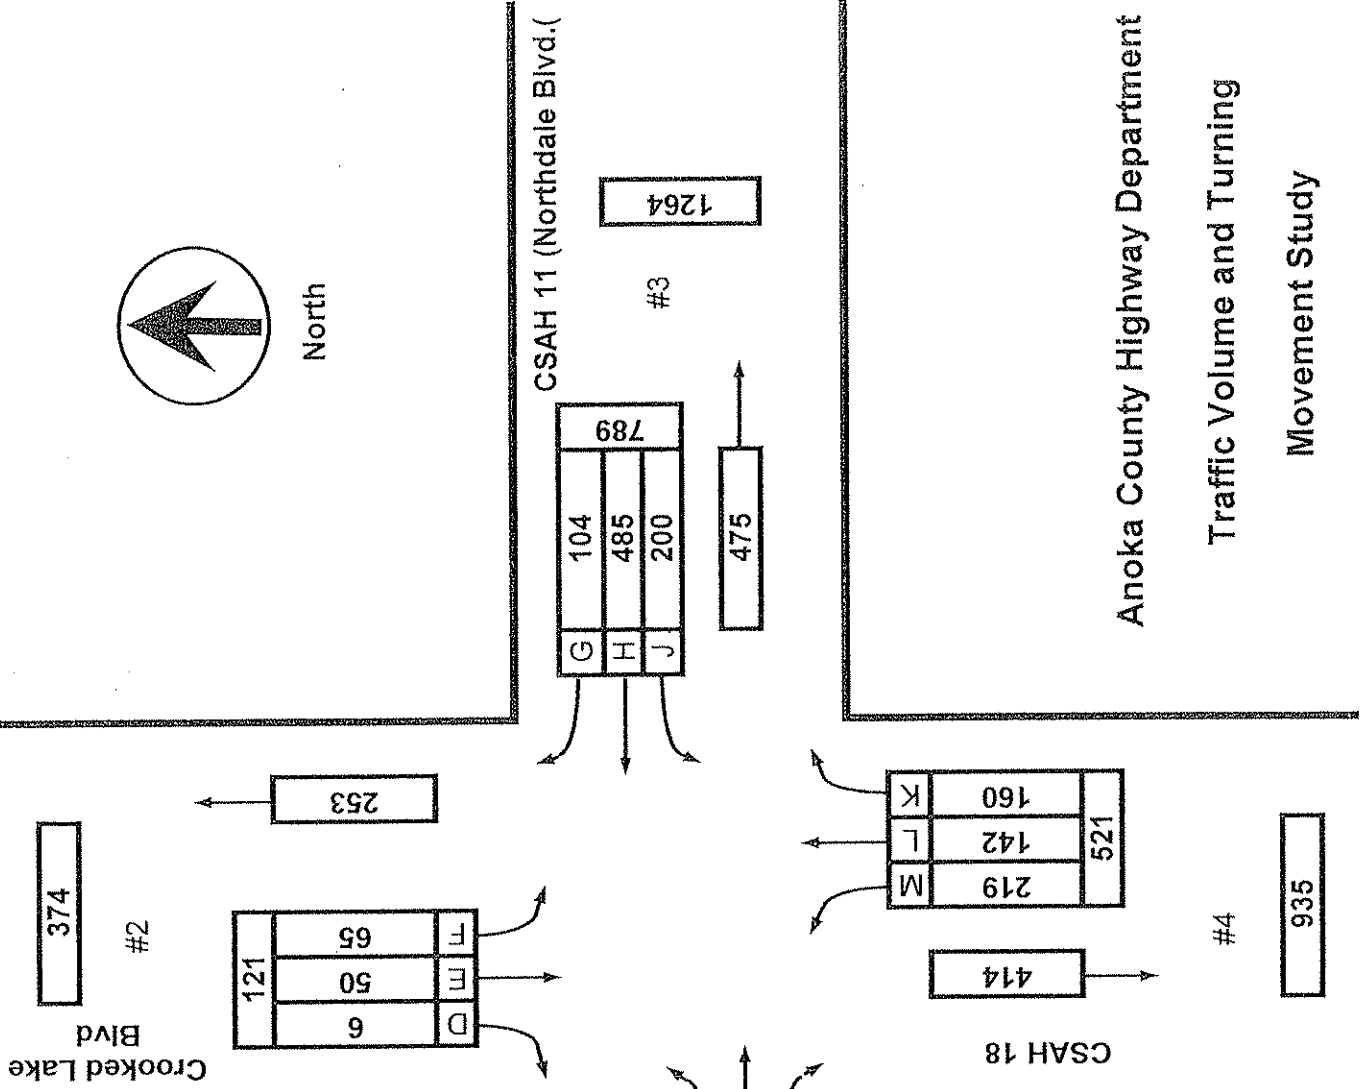 Crooked Lake
Blvd
374
#2
253
121
6
50
65
D
E
F
North
CSAH 11 (Northdale Blvd.(
G
104
H
485
J
200
789
475
#3
1264
M
L
K
219
142
160
521
414
CSAH 18
#4
935
Anoka County Highway Department
Traffic Volume and Turning
Movement Study